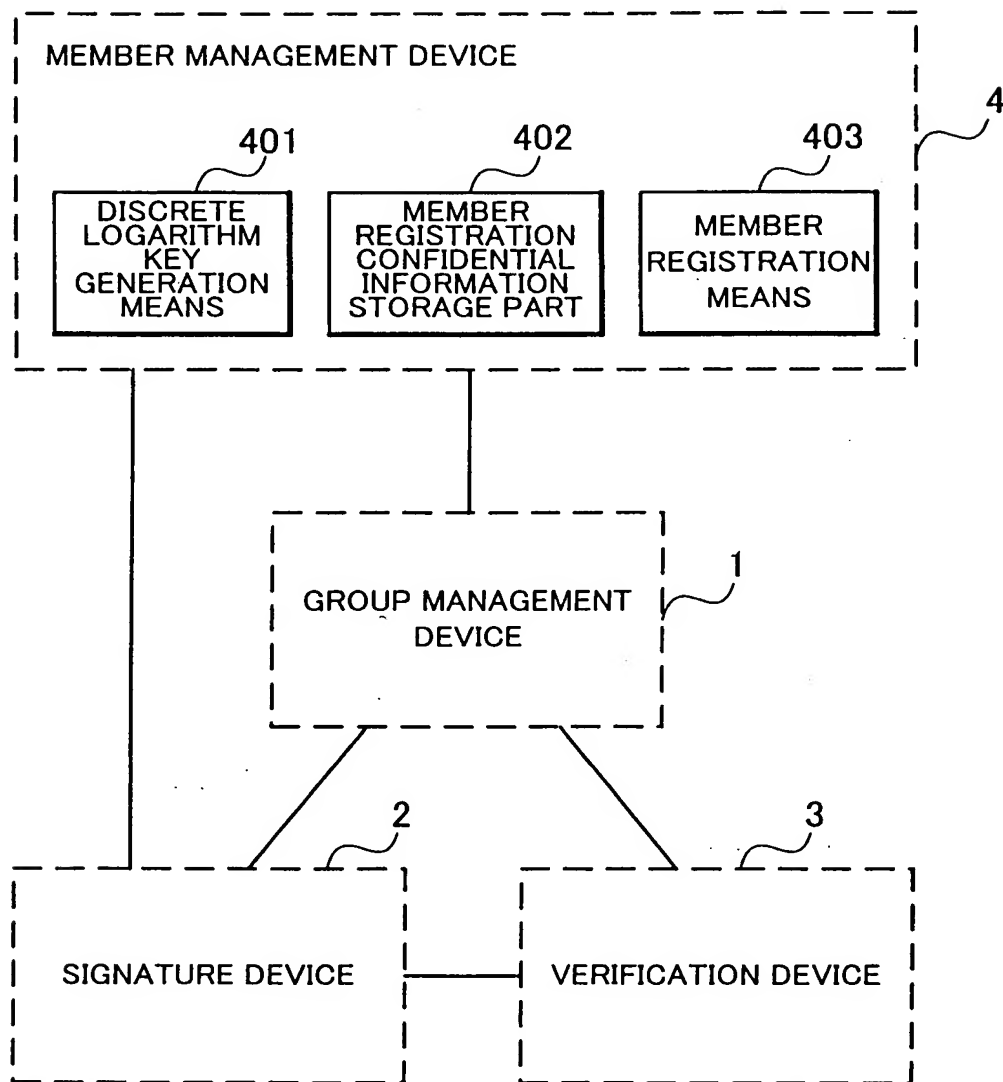 MEMBER MANAGEMENT DEVICE
4
401
402
403
DISCRETE
LOGARITHM
KEY
GENERATION
MEANS
MEMBER
REGISTRATION
CONFIDENTIAL
INFORMATION
STORAGE PART
MEMBER
REGISTRATION
MEANS
1
GROUP MANAGEMENT
DEVICE
2
3
SIGNATURE DEVICE
VERIFICATION DEVICE